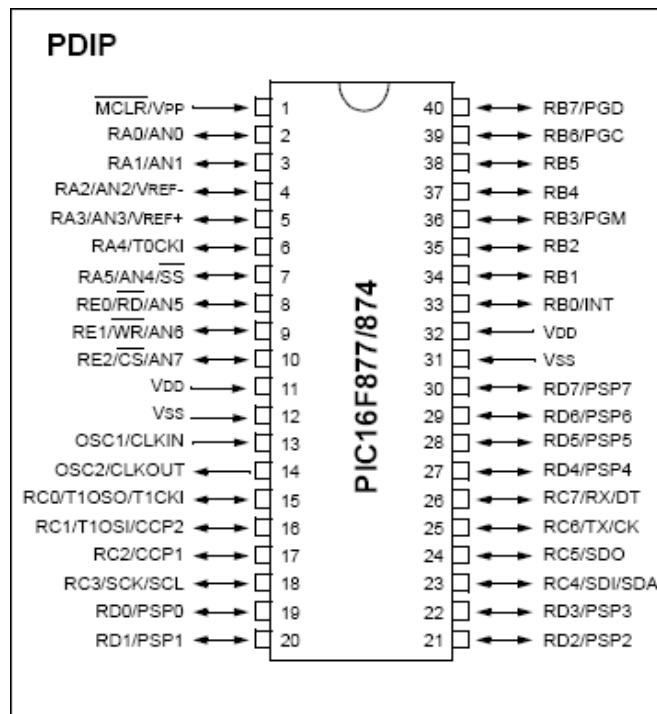 PDIP
MCLR/VPP 1 40 RB7/PGD
RA0/AN0 2 39 RB6/PGC
RA1/AN1 3 38 RB5
RA2/AN2/VREF- 4 37 RB4
RA3/AN3/VREF+ 5 36 RB3/PGM
RA4/T0CKI 6 35 RB2
RA5/AN4/SS 7 34 RB1
RE0/RD/AN5 8 33 RB0/INT
RE1/WR/AN6 9 32 VDD
RE2/CS/AN7 10 31 VSS
VDD 11 30 RD7/PSP7
VSS 12 29 RD6/PSP6
OSC1/CLKIN 13 28 RD5/PSP5
OSC2/CLKOUT 14 27 RD4/PSP4
RC0/T1OSO/T1CKI 15 26 RC7/RX/DT
RC1/T1OSI/CCP2 16 25 RC6/TX/CK
RC2/CCP1 17 24 RC5/SDO
RC3/SCK/SCL 18 23 RC4/SDI/SDA
RD0/PSP0 19 22 RD3/PSP3
RD1/PSP1 20 21 RD2/PSP2
PIC16F877/874